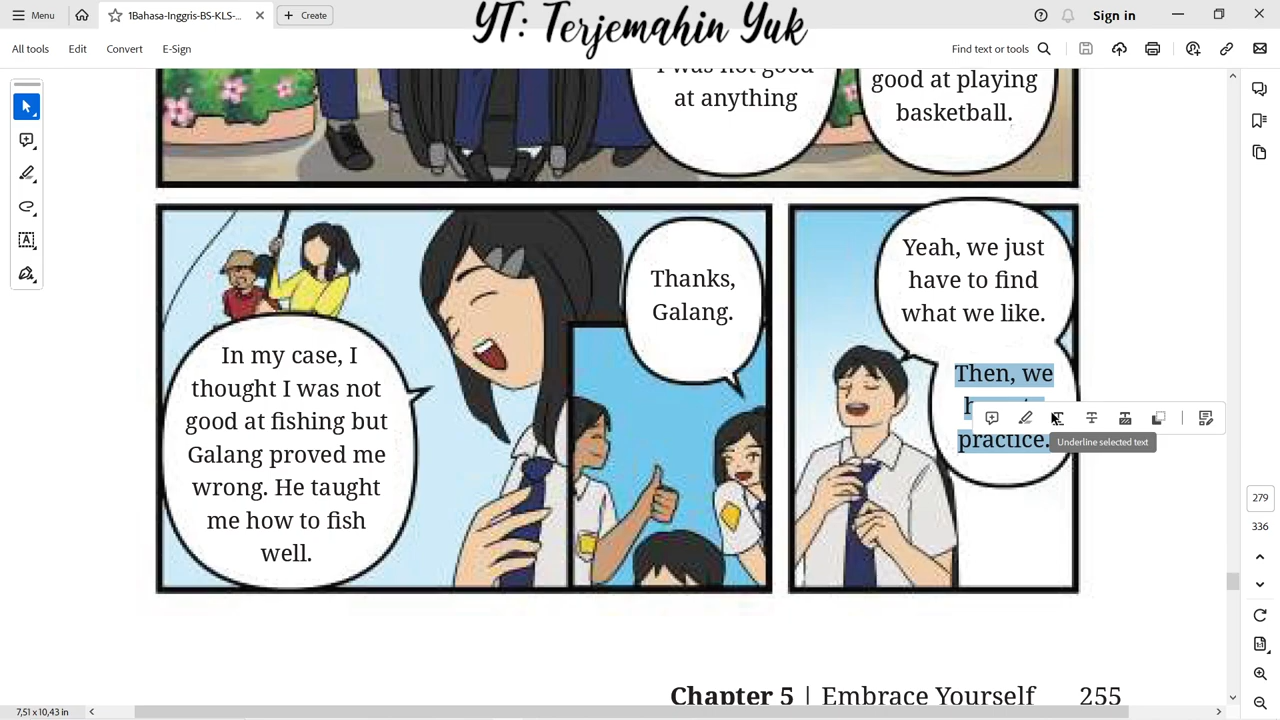 Menu
1Bahasa-Inggris-BS-KLS-...
Create
YT: Terjemahin Yuk
Sign in
All tools
Edit
Convert
E-Sign
Find text or tools
I was not good
at anything
good at playing
basketball.
In my case, I
thought I was not
good at fishing but
Galang proved me
wrong. He taught
me how to fish
well.
Thanks,
Galang.
Yeah, we just
have to find
what we like.
Then, we
practice.
Underline selected text
279
336
Chapter 5 | Embrace Yourself 255
7,51 x 10,43 in